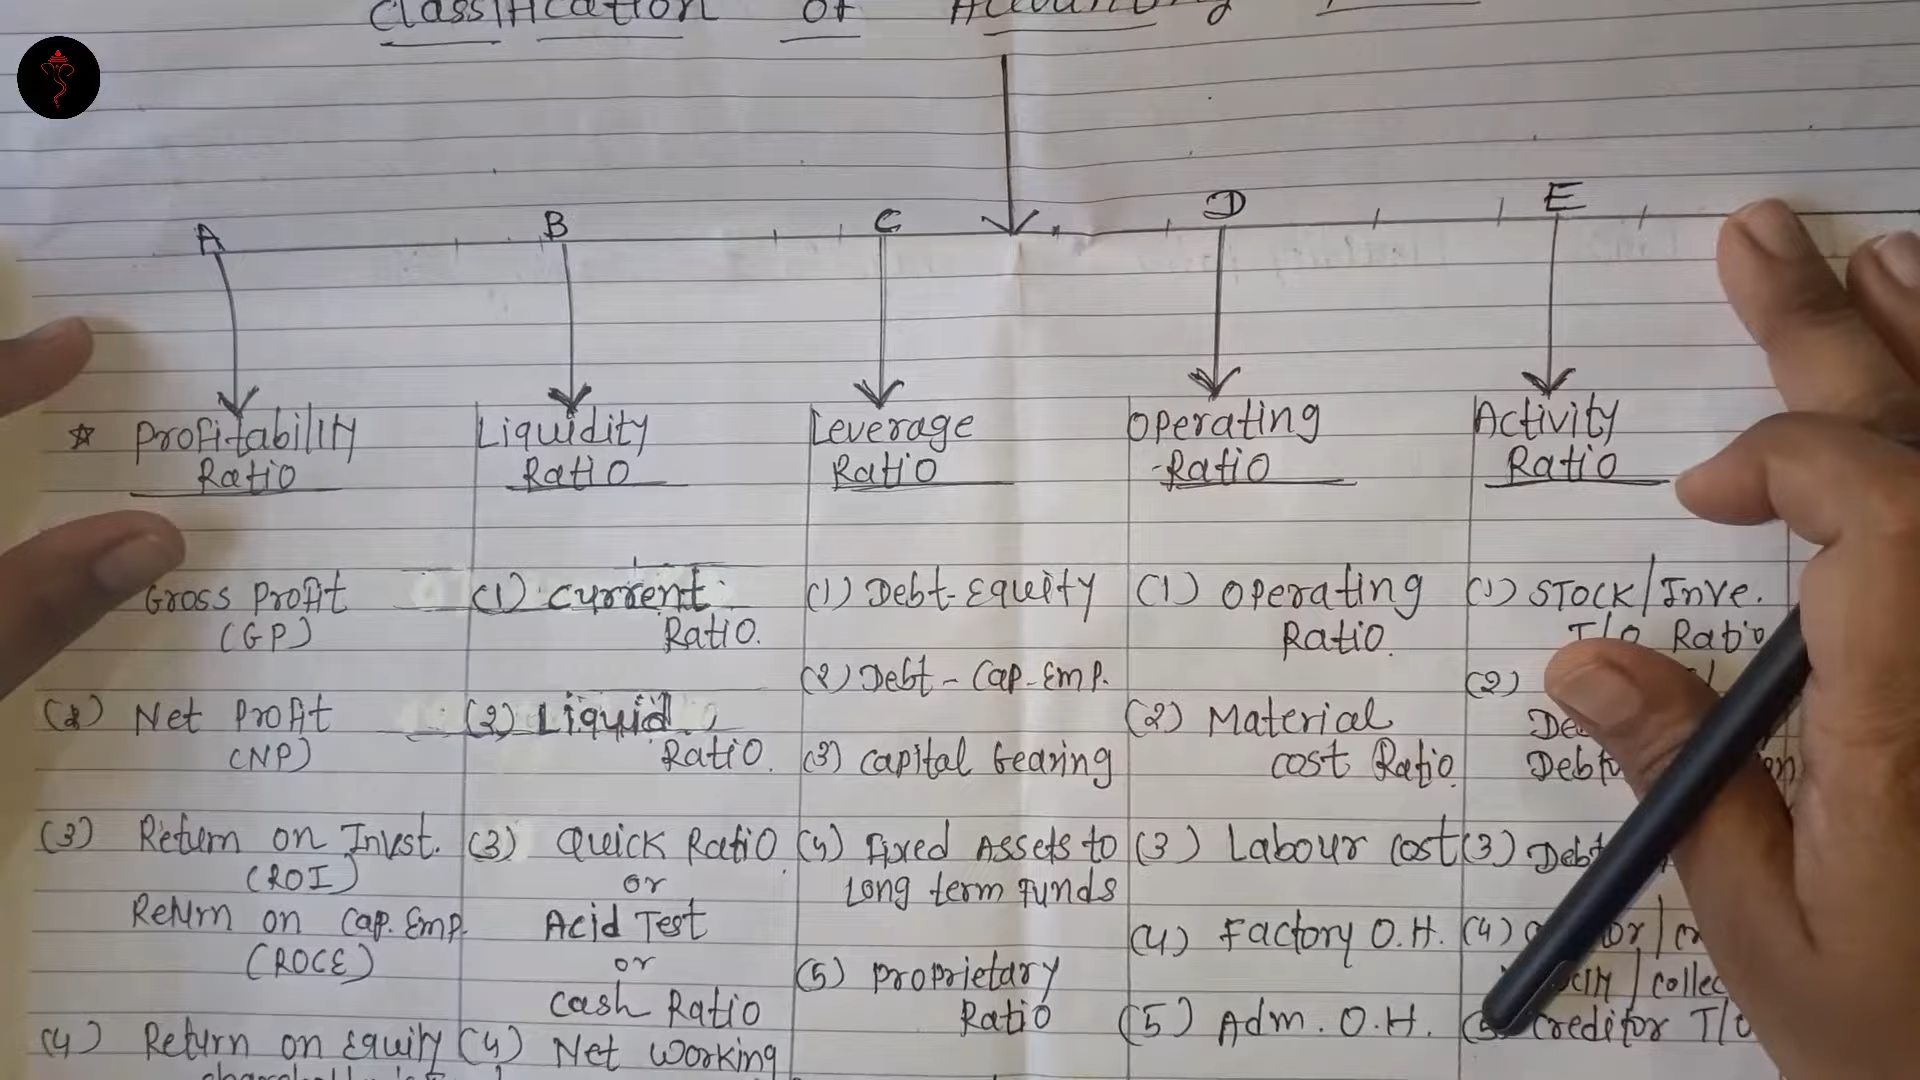 Classification of Accounting
A
B
C
D
E
☆ Profitability
Ratio
Gross Profit
(GP)
(2) Net Profit
(NP)
(3) Return on Invst.
(ROI)
Return on Cap. Emp.
(ROCE)
(4) Return on Equity
Liquidity
Ratio
(1) Current
Ratio.
(2) Liquid
Ratio.
(3) Quick Ratio
or
Acid Test
or
Cash Ratio
(4) Net Working
Leverage
Ratio
(1) Debt-Equity
(2) Debt - Cap. Emp.
(3) Capital Gearing
(4) Fixed Assets to
Long term Funds
(5) Proprietary
Ratio
Operating
Ratio
(1) Operating
Ratio.
(2) Material
Cost Ratio
(3) Labour Cost
(4) Factory O.H.
(5) Adm. O.H.
Activity
Ratio
(1) Stock/Inve.
T/O Ratio
(2)
(3)
(4)
(5) Creditor T/O